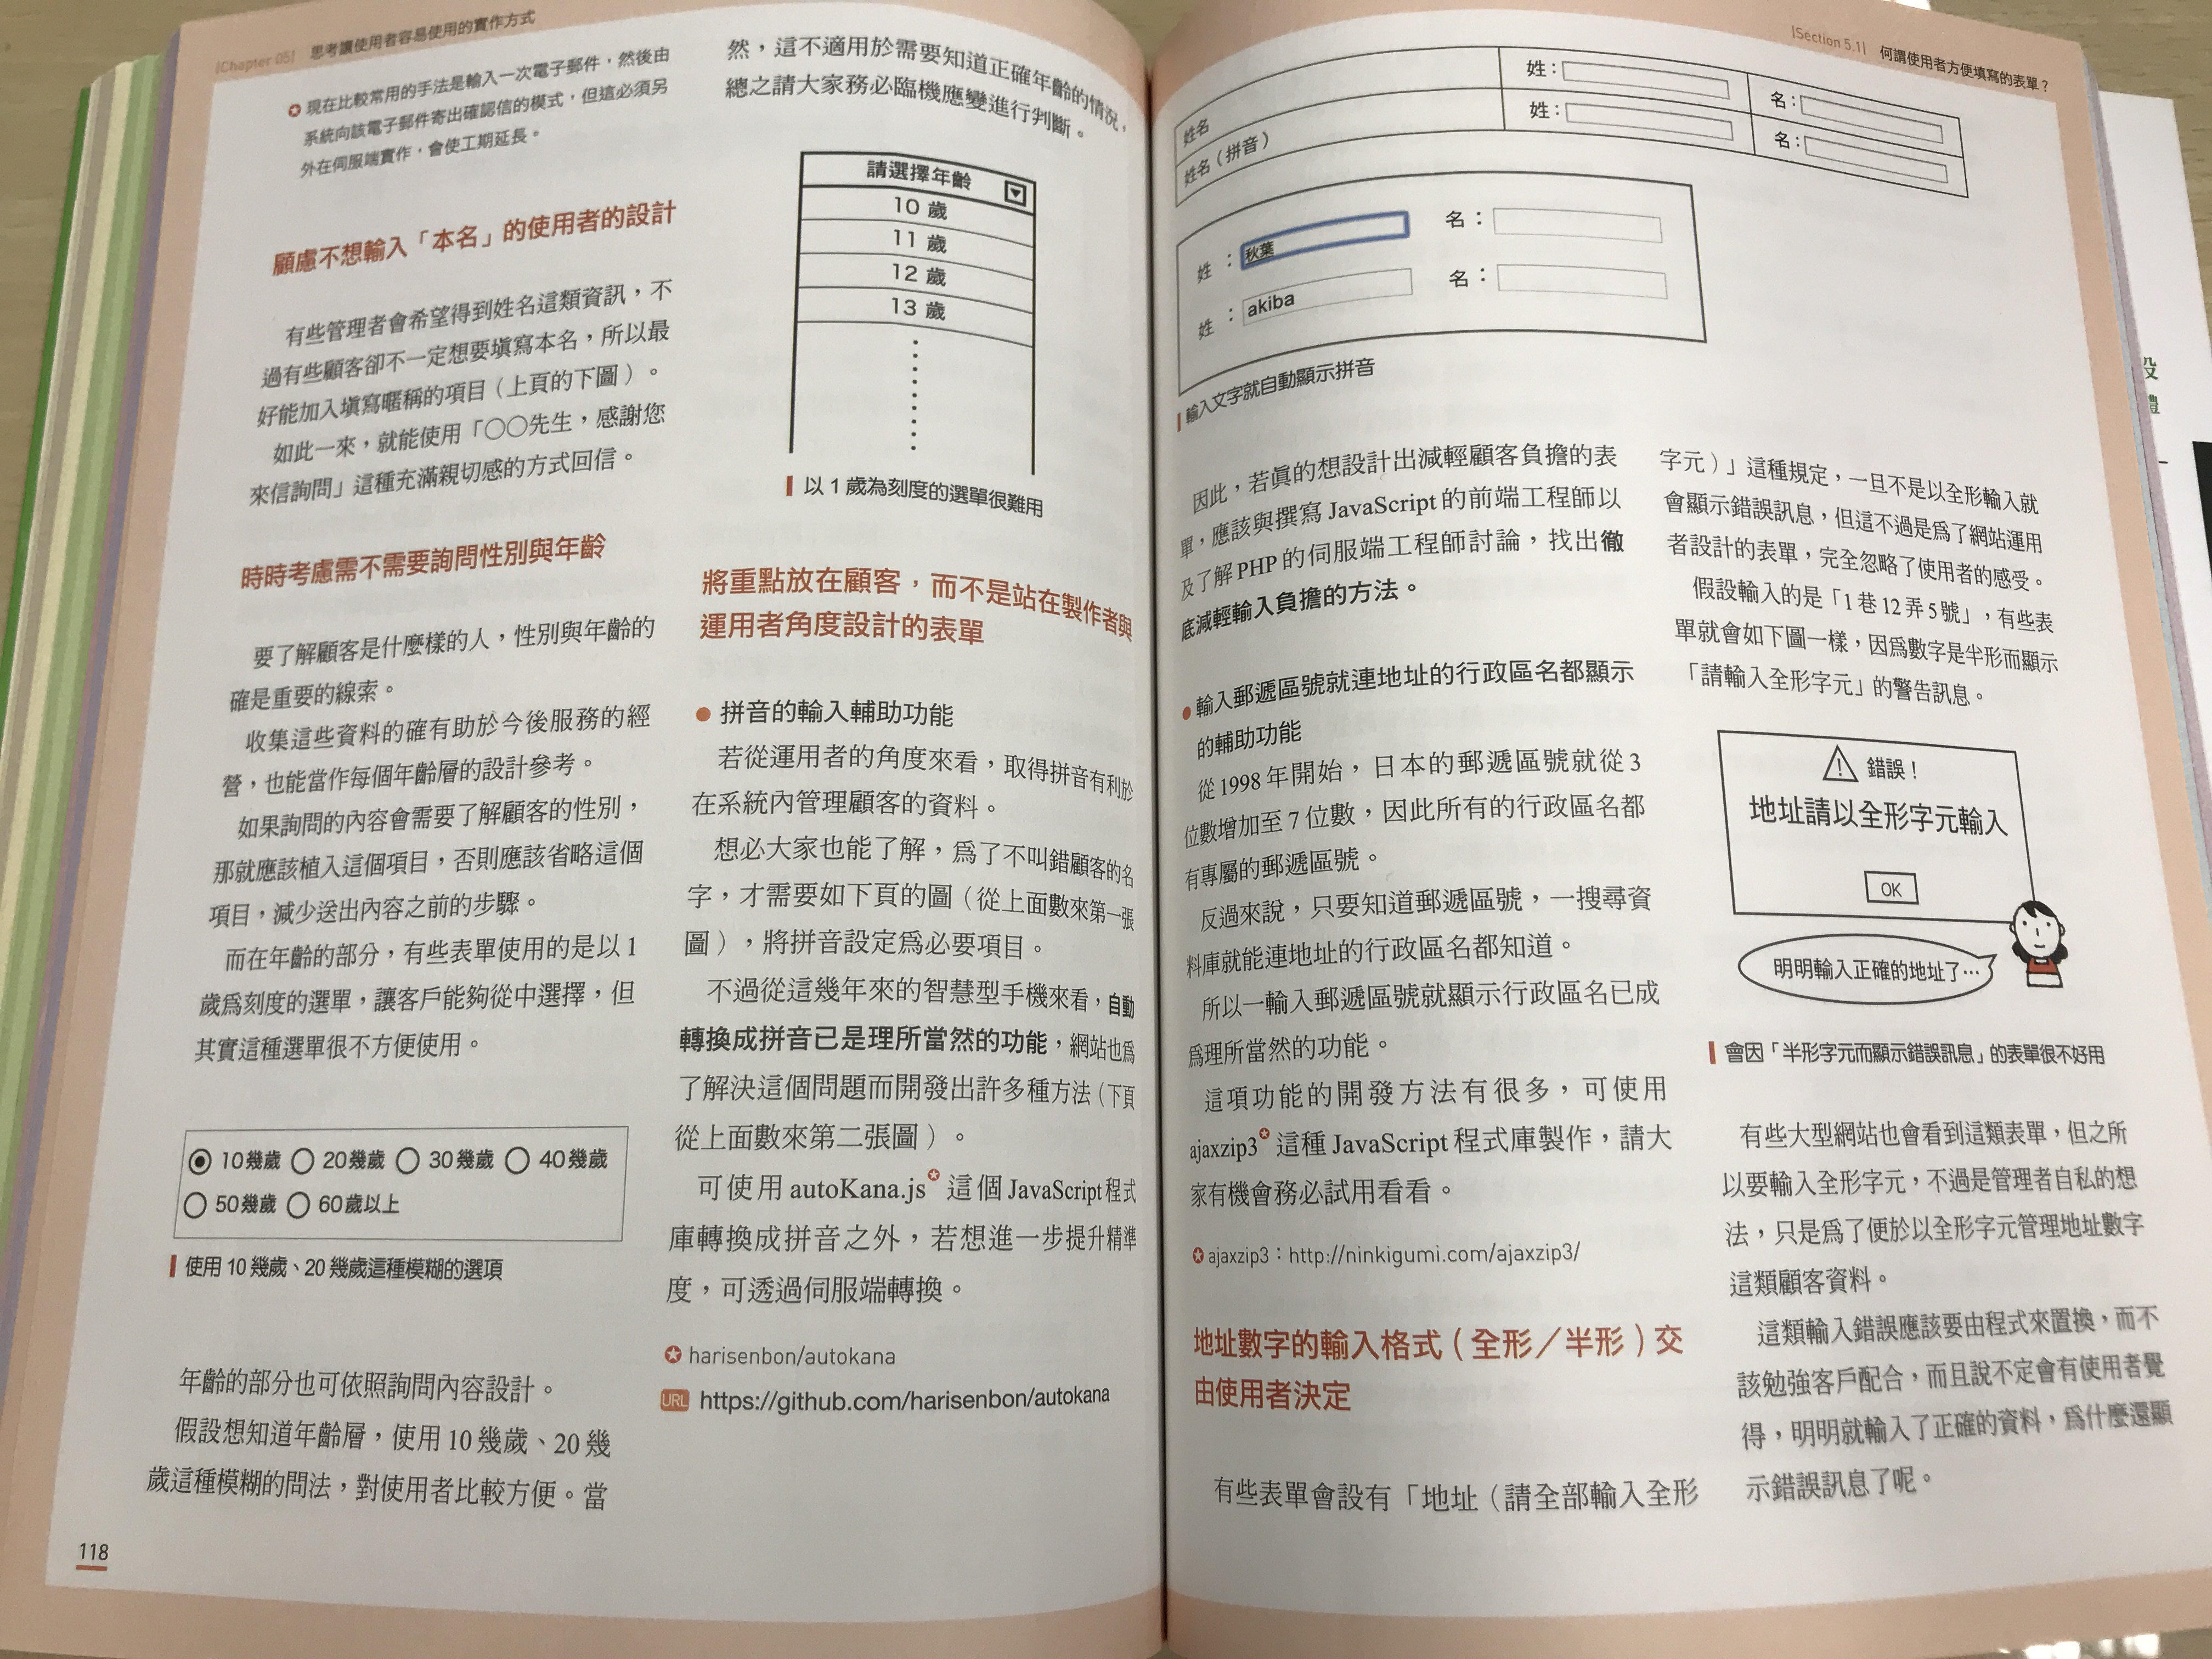 [Chapter 05] 思考讓使用者容易使用的實作方式
現在比較常用的手法是輸入一次電子郵件，然後由
系統向該電子郵件寄出確認信的模式，但這必須另
外在伺服端實作，會使工期延長。
顧慮不想輸入「本名」的使用者的設計
有些管理者會希望得到姓名這類資訊，不
過有些顧客卻不一定想要填寫本名，所以最
好能加入填寫暱稱的項目（上頁的下圖）。
如此一來，就能使用「〇〇先生，感謝您
來信詢問」這種充滿親切感的方式回信。
時時考慮需不需要詢問性別與年齡
要了解顧客是什麼樣的人，性別與年齡的
確是重要的線索。
收集這些資料的確有助於今後服務的經
營，也能當作每個年齡層的設計參考。
如果詢問的內容會需要了解顧客的性別，
那就應該植入這個項目，否則應該省略這個
項目，減少送出內容之前的步驟。
而在年齡的部分，有些表單使用的是以 1
歲為刻度的選單，讓客戶能夠從中選擇，但
其實這種選單很不方便使用。
10幾歲 20幾歲 30幾歲 40幾歲
50幾歲 60歲以上
使用 10 幾歲、20 幾歲這種模糊的選項
年齡的部分也可依照詢問內容設計。
假設想知道年齡層，使用 10 幾歲、20 幾
歲這種模糊的問法，對使用者比較方便。當
118
然，這不適用於需要知道正確年齡的情況，
總之請大家務必臨機應變進行判斷。
請選擇年齡
10 歲
11 歲
12 歲
13 歲
以 1 歲為刻度的選單很難用
將重點放在顧客，而不是站在製作者與
運用者角度設計的表單
● 拼音的輸入輔助功能
若從運用者的角度來看，取得拼音有利於
在系統內管理顧客的資料。
想必大家也能了解，為了不叫錯顧客的名
字，才需要如下頁的圖（從上面數來第一張
圖），將拼音設定為必要項目。
不過從這幾年來的智慧型手機來看，自動
轉換成拼音已是理所當然的功能，網站也為
了解決這個問題而開發出許多種方法（下頁
從上面數來第二張圖）。
可使用 autoKana.js 這個 JavaScript 程式
庫轉換成拼音之外，若想進一步提升精準
度，可透過伺服端轉換。
harisenbon/autokana
URL https://github.com/harisenbon/autokana
[Section 5.1] 何謂使用者方便填寫的表單？
姓名 姓： 名：
姓名（拼音） 姓： 名：
姓：秋葉 名：
姓：akiba 名：
輸入文字就自動顯示拼音
因此，若真的想設計出減輕顧客負擔的表
單，應該與撰寫 JavaScript 的前端工程師以
及了解 PHP 的伺服端工程師討論，找出徹
底減輕輸入負擔的方法。
● 輸入郵遞區號就連地址的行政區名都顯示
的輔助功能
從 1998 年開始，日本的郵遞區號就從 3
位數增加至 7 位數，因此所有的行政區名都
有專屬的郵遞區號。
反過來說，只要知道郵遞區號，一搜尋資
料庫就能連地址的行政區名都知道。
所以一輸入郵遞區號就顯示行政區名已成
為理所當然的功能。
這項功能的開發方法有很多，可使用
ajaxzip3 這種 JavaScript 程式庫製作，請大
家有機會務必試用看看。
ajaxzip3：http://ninkigumi.com/ajaxzip3/
地址數字的輸入格式（全形／半形）交
由使用者決定
有些表單會設有「地址（請全部輸入全形
字元）」這種規定，一旦不是以全形輸入就
會顯示錯誤訊息，但這不過是為了網站運用
者設計的表單，完全忽略了使用者的感受。
假設輸入的是「1 巷 12 弄 5 號」，有些表
單就會如下圖一樣，因為數字是半形而顯示
「請輸入全形字元」的警告訊息。
錯誤！
地址請以全形字元輸入
OK
明明輸入正確的地址了…
會因「半形字元而顯示錯誤訊息」的表單很不好用
有些大型網站也會看到這類表單，但之所
以要輸入全形字元，不過是管理者自私的想
法，只是為了便於以全形字元管理地址數字
這類顧客資料。
這類輸入錯誤應該要由程式來置換，而不
該勉強客戶配合，而且說不定會有使用者覺
得，明明就輸入了正確的資料，為什麼還顯
示錯誤訊息了呢。